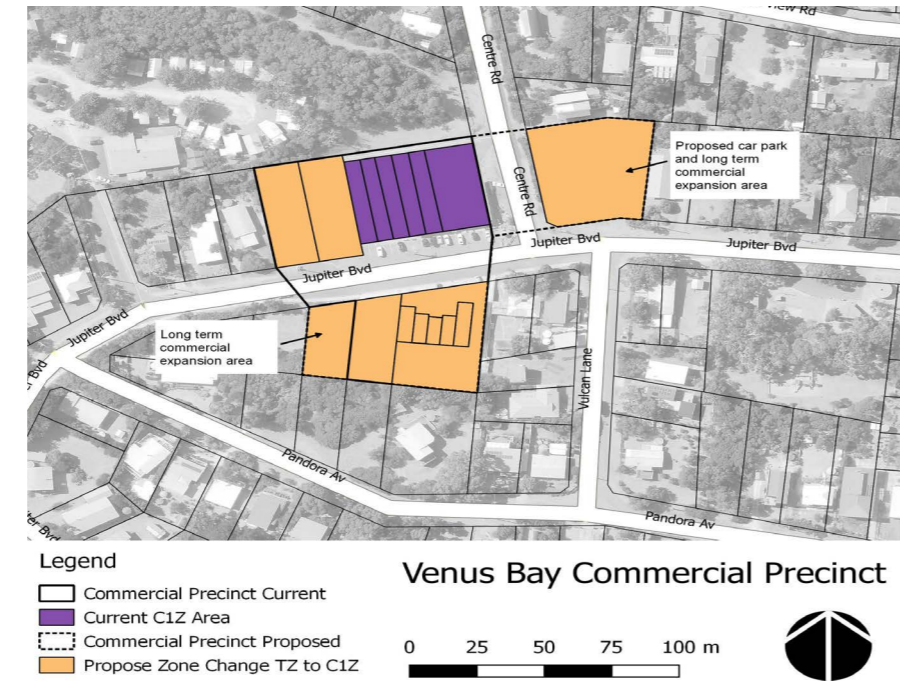 View Rd
Centre Rd
Proposed car park
and long term
commercial
expansion area
Centre Rd
Jupiter Bvd
Jupiter Bvd
Jupiter Bvd
Jupiter Bvd
Long term
commercial
expansion area
Bvd
Vulcan Lane
Pandora Av
Pandora Av
Bvd
Legend
Commercial Precinct Current
Current C1Z Area
Commercial Precinct Proposed
Propose Zone Change TZ to C1Z
Venus Bay Commercial Precinct
0 25 50 75 100 m